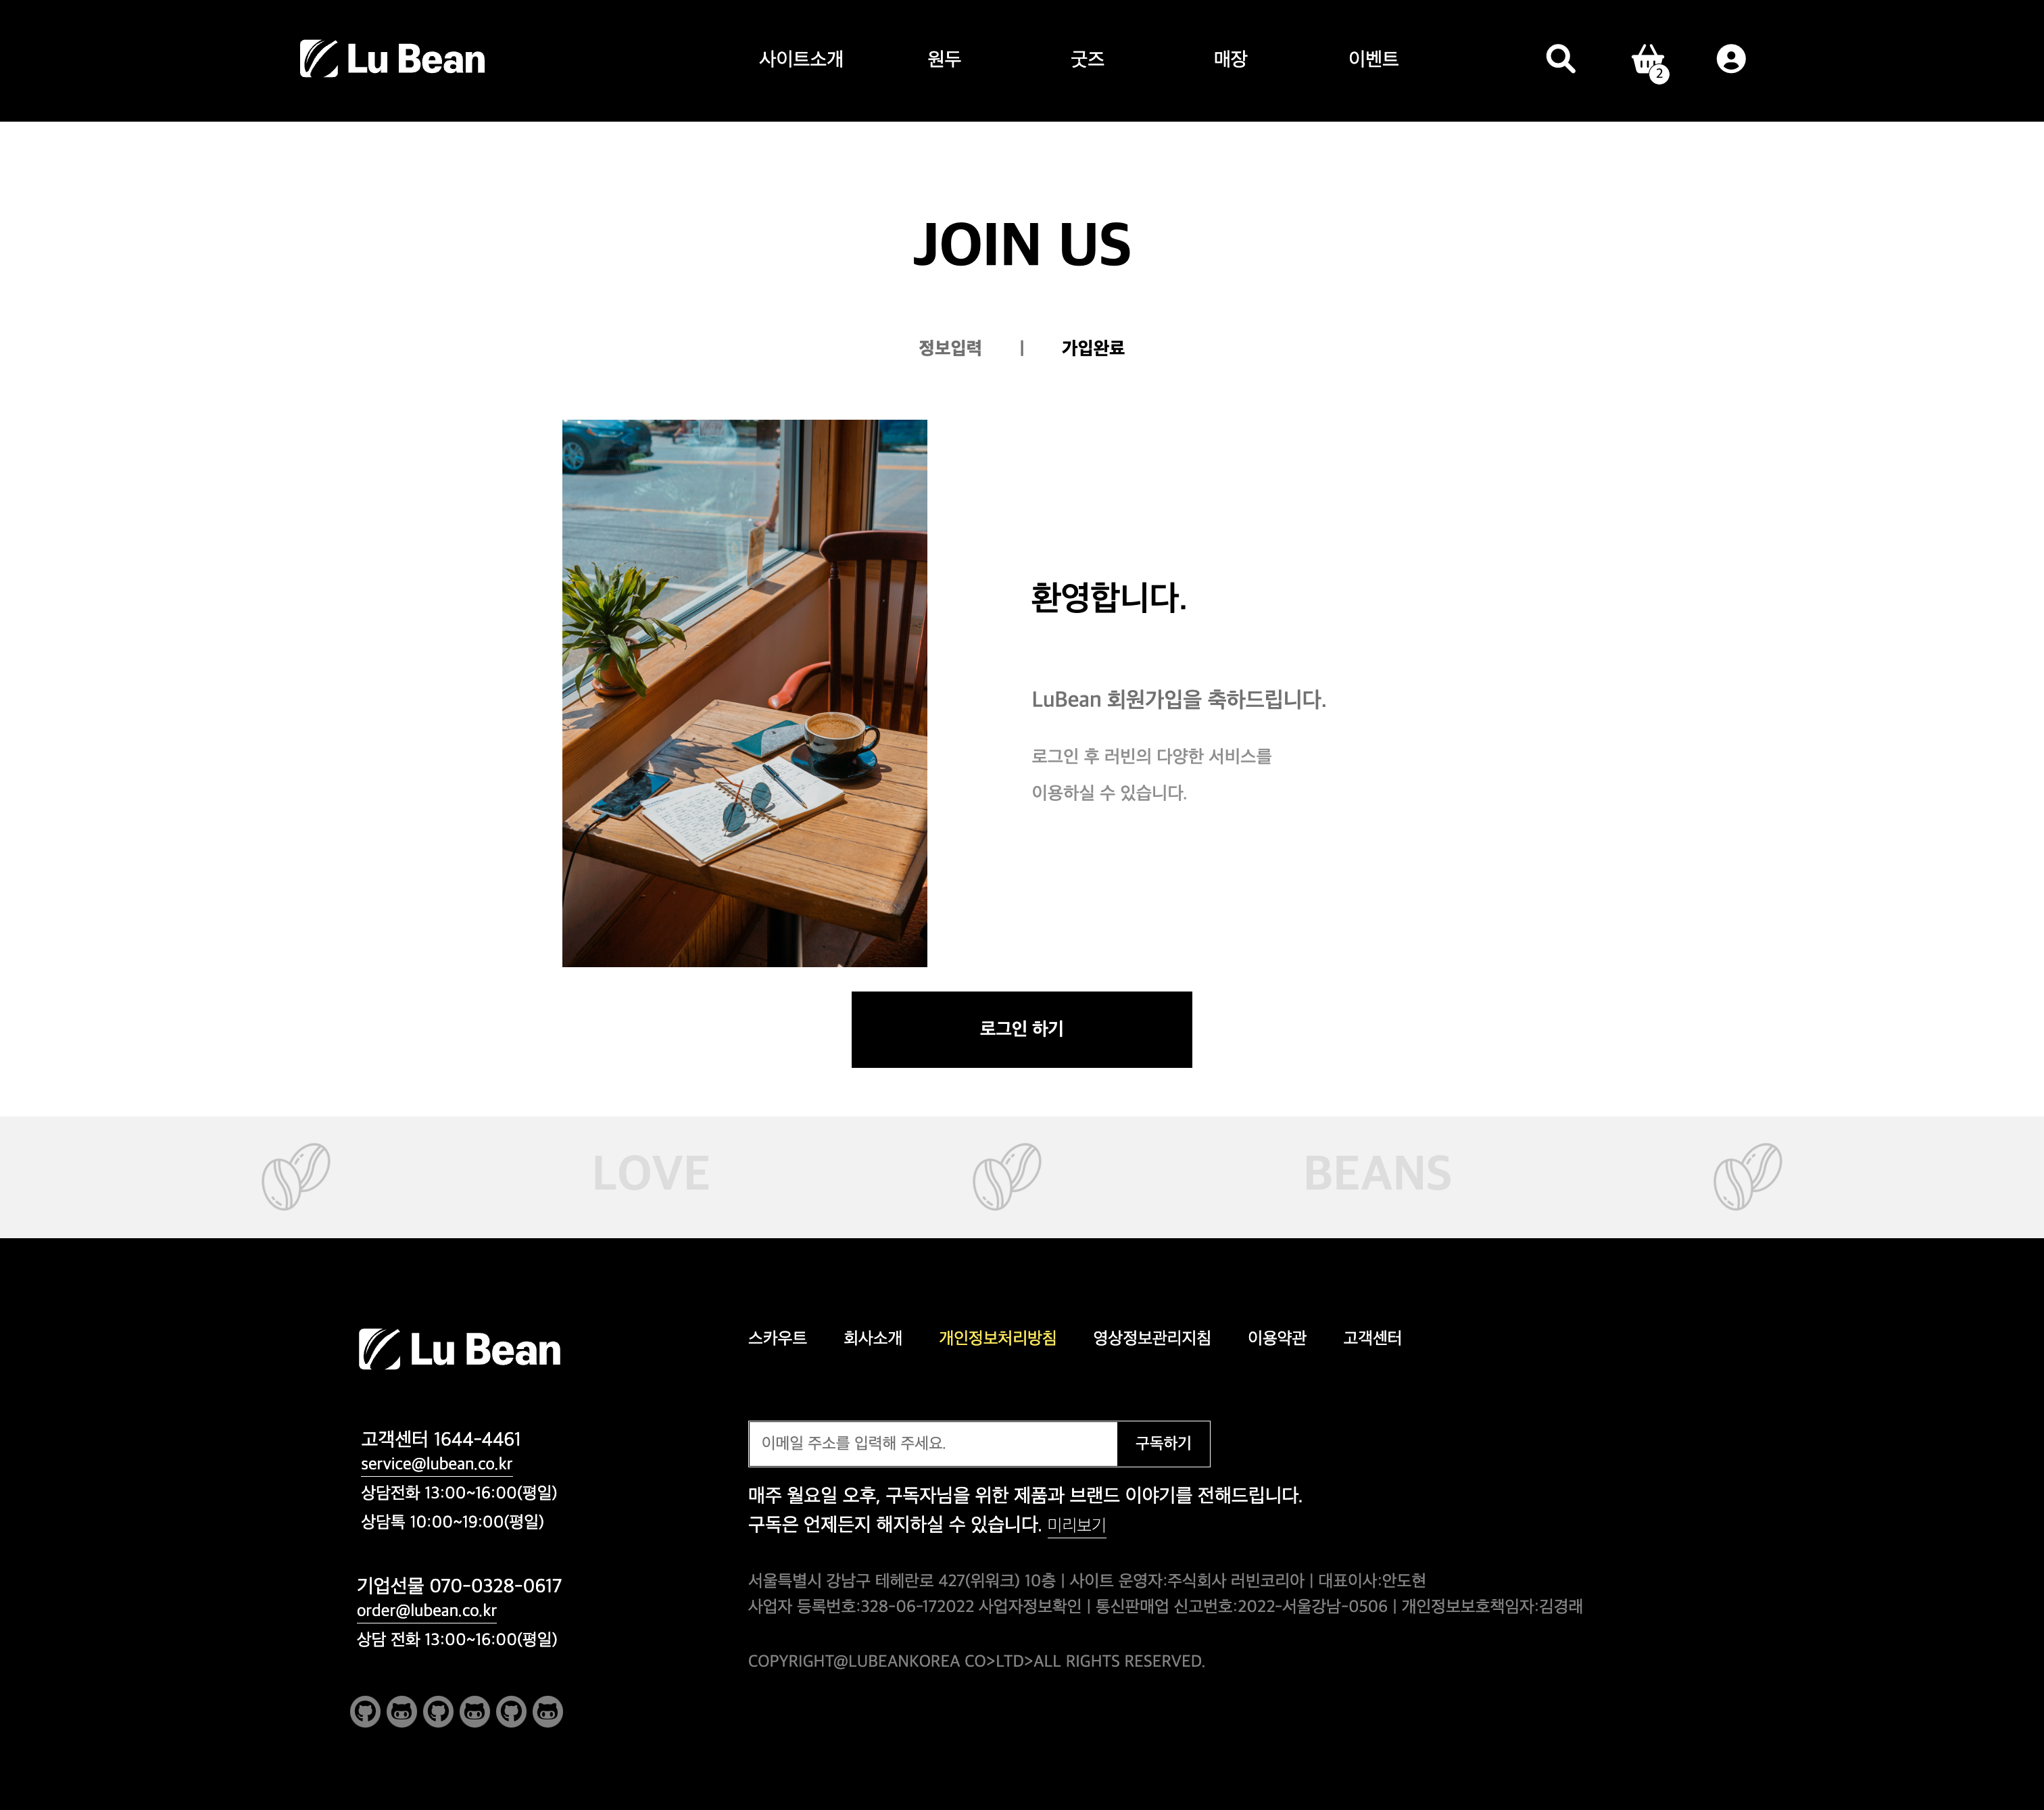 Lu Bean
사이트소개 원두 굿즈 매장 이벤트
2
JOIN US
정보입력 | 가입완료
환영합니다.
LuBean 회원가입을 축하드립니다.
로그인 후 러빈의 다양한 서비스를
이용하실 수 있습니다.
로그인 하기
LOVE BEANS
Lu Bean
고객센터 1644-4461
service@lubean.co.kr
상담전화 13:00~16:00(평일)
상담톡 10:00~19:00(평일)
기업선물 070-0328-0617
order@lubean.co.kr
상담 전화 13:00~16:00(평일)
스카우트 회사소개 개인정보처리방침 영상정보관리지침 이용약관 고객센터
이메일 주소를 입력해 주세요. 구독하기
매주 월요일 오후, 구독자님을 위한 제품과 브랜드 이야기를 전해드립니다.
구독은 언제든지 해지하실 수 있습니다. 미리보기
서울특별시 강남구 테헤란로 427(위워크) 10층 | 사이트 운영자:주식회사 러빈코리아 | 대표이사:안도현
사업자 등록번호:328-06-172022 사업자정보확인 | 통신판매업 신고번호:2022-서울강남-0506 | 개인정보보호책임자:김경래
COPYRIGHT@LUBEANKOREA CO>LTD>ALL RIGHTS RESERVED.